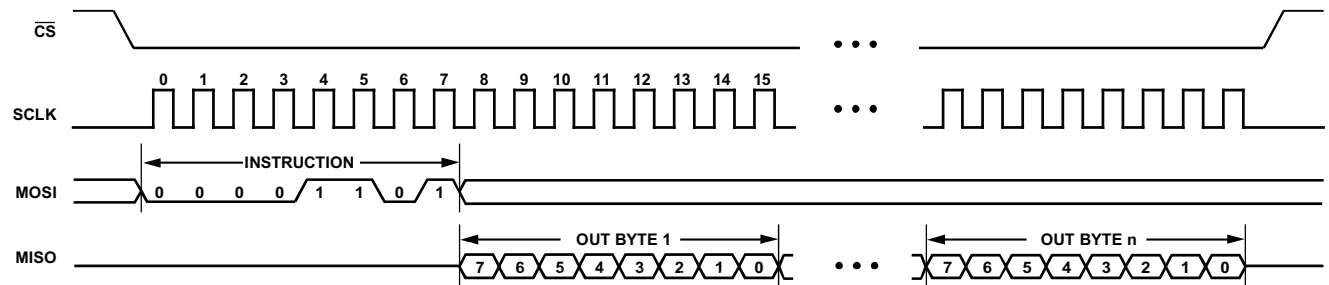 CS
0 1 2 3 4 5 6 7 8 9 10 11 12 13 14 15
SCLK
INSTRUCTION
MOSI 0 0 0 0 1 1 0 1
OUT BYTE 1 OUT BYTE n
MISO 7 6 5 4 3 2 1 0 7 6 5 4 3 2 1 0